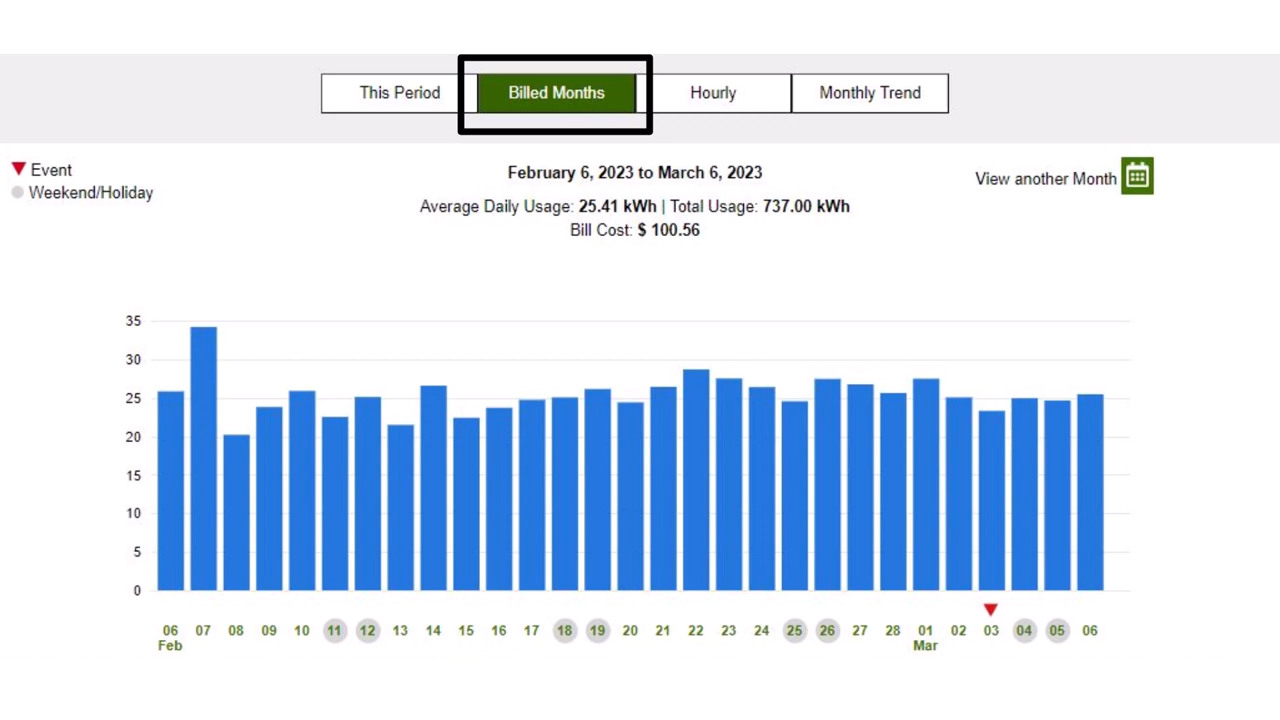 This Period Billed Months Hourly Monthly Trend
Event
Weekend/Holiday
February 6, 2023 to March 6, 2023
Average Daily Usage: 25.41 kWh | Total Usage: 737.00 kWh
Bill Cost: $ 100.56
View another Month
35
30
25
20
15
10
5
0
06 07 08 09 10 11 12 13 14 15 16 17 18 19 20 21 22 23 24 25 26 27 28 01 02 03 04 05 06
Feb Mar